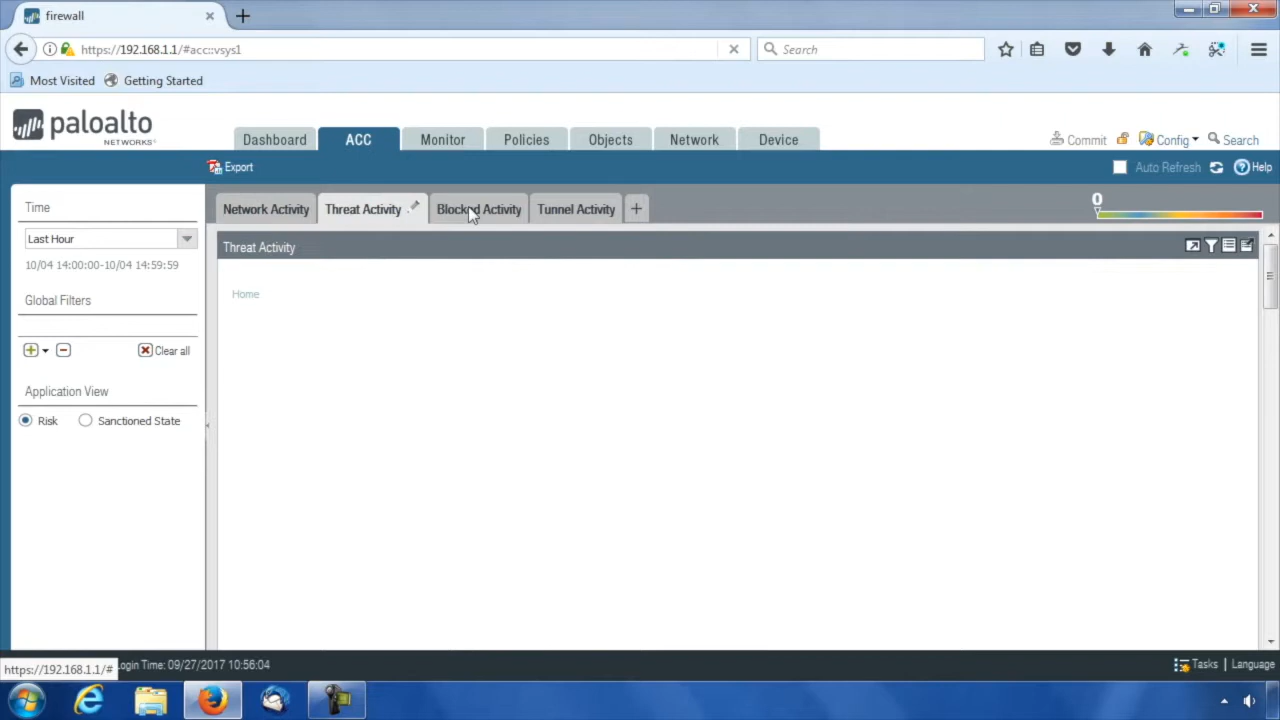 firewall
https://192.168.1.1/#acc::vsys1
Search
Most Visited
Getting Started
paloalto
NETWORKS®
Dashboard
ACC
Monitor
Policies
Objects
Network
Device
Commit
Config
Search
Export
Auto Refresh
Help
Time
Network Activity
Threat Activity
Blocked Activity
Tunnel Activity
0
Last Hour
Threat Activity
10/04 14:00:00-10/04 14:59:59
Home
Global Filters
Clear all
Application View
Risk
Sanctioned State
https://192.168.1.1/#
Login Time: 09/27/2017 10:56:04
Tasks | Language